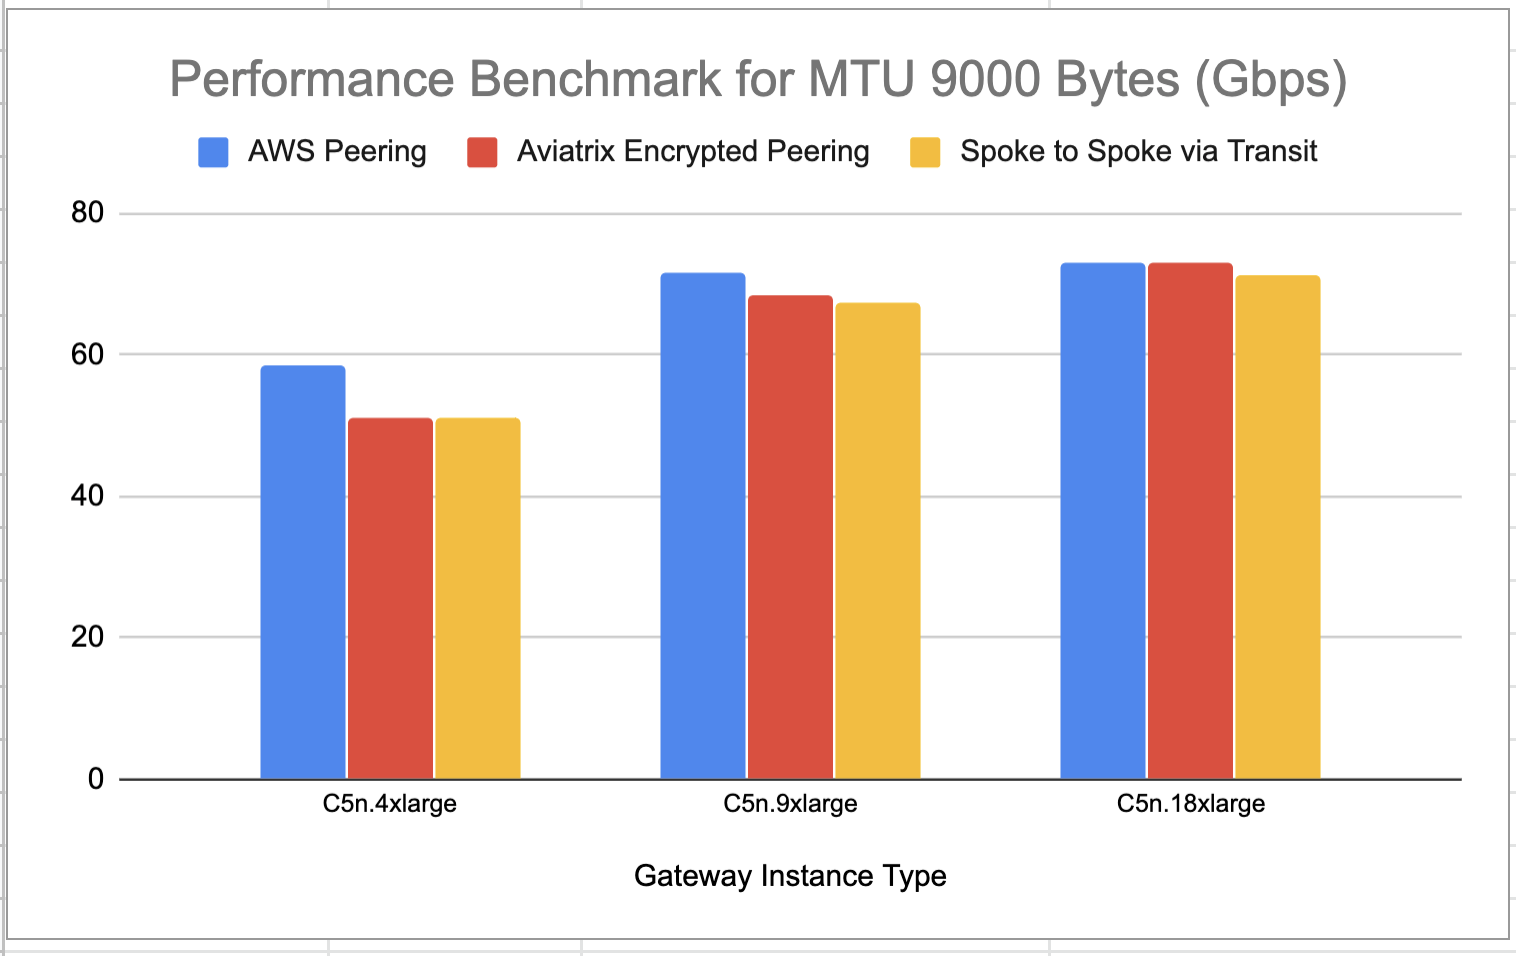 Performance Benchmark for MTU 9000 Bytes (Gbps)
AWS Peering Aviatrix Encrypted Peering Spoke to Spoke via Transit
80
60
40
20
0
C5n.4xlarge C5n.9xlarge C5n.18xlarge
Gateway Instance Type